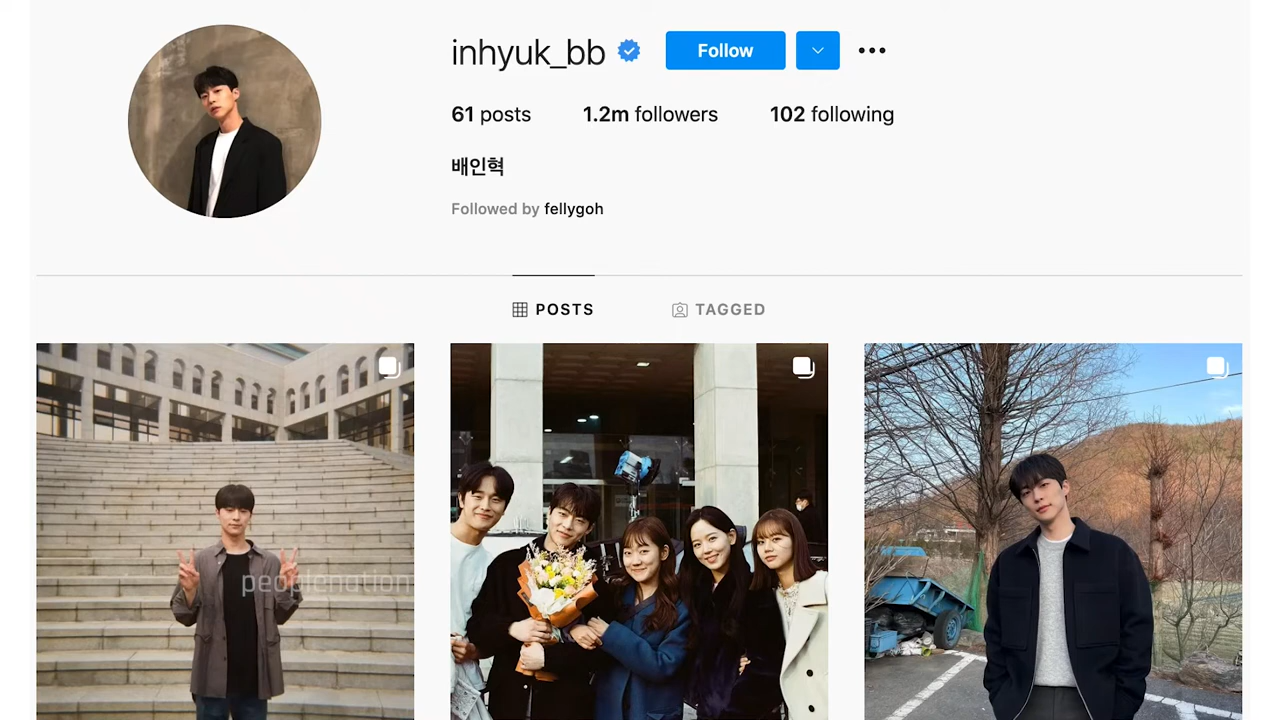 inhyuk_bb Follow
61 posts 1.2m followers 102 following
배인혁
Followed by fellygoh
POSTS TAGGED
peoplenation